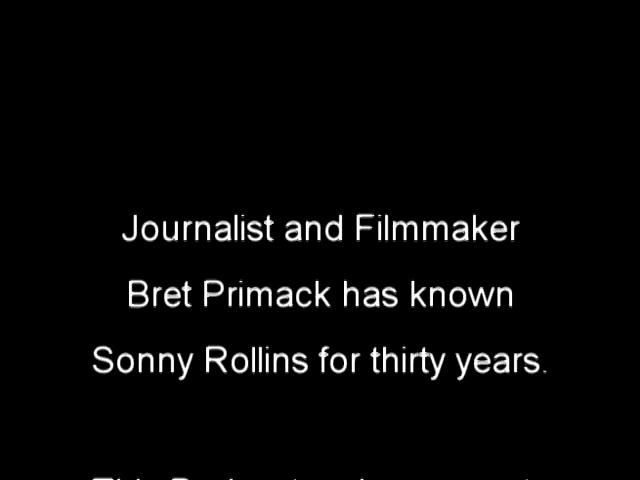 Journalist and Filmmaker
Bret Primack has known
Sonny Rollins for thirty years.